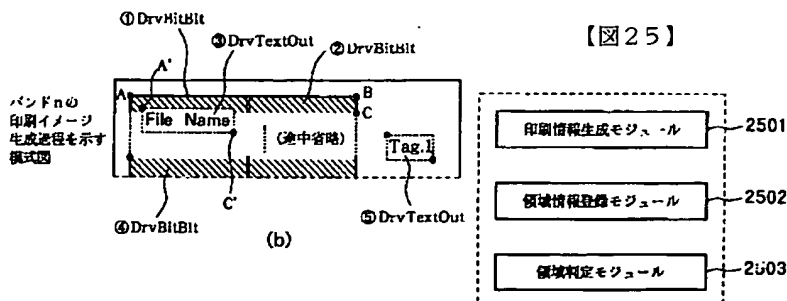 ①DrvBitBlt
③DrvTextOut
②DrvBitBlt
【図25】
A'
A
B
C
バンドnの
印刷イメージ
生成過程を示す
模式図
File Name
(途中省略)
Tag.1
C'
④DrvBitBlt
⑤DrvTextOut
(b)
印刷情報生成モジュール
2501
領域情報登録モジュール
2502
領域判定モジュール
2503